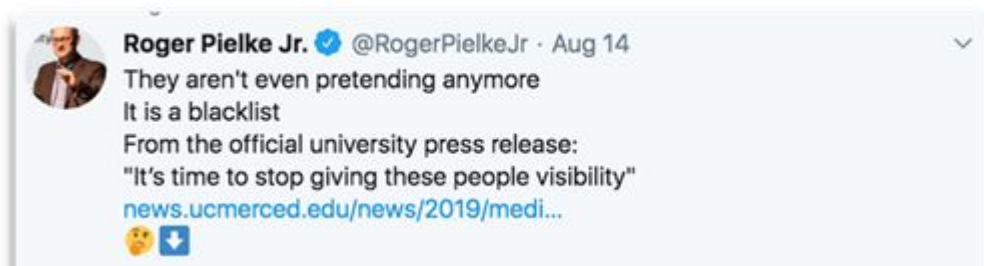 Roger Pielke Jr. @RogerPielkeJr · Aug 14
They aren't even pretending anymore
It is a blacklist
From the official university press release:
"It's time to stop giving these people visibility"
news.ucmerced.edu/news/2019/medi...
🤔⬇️